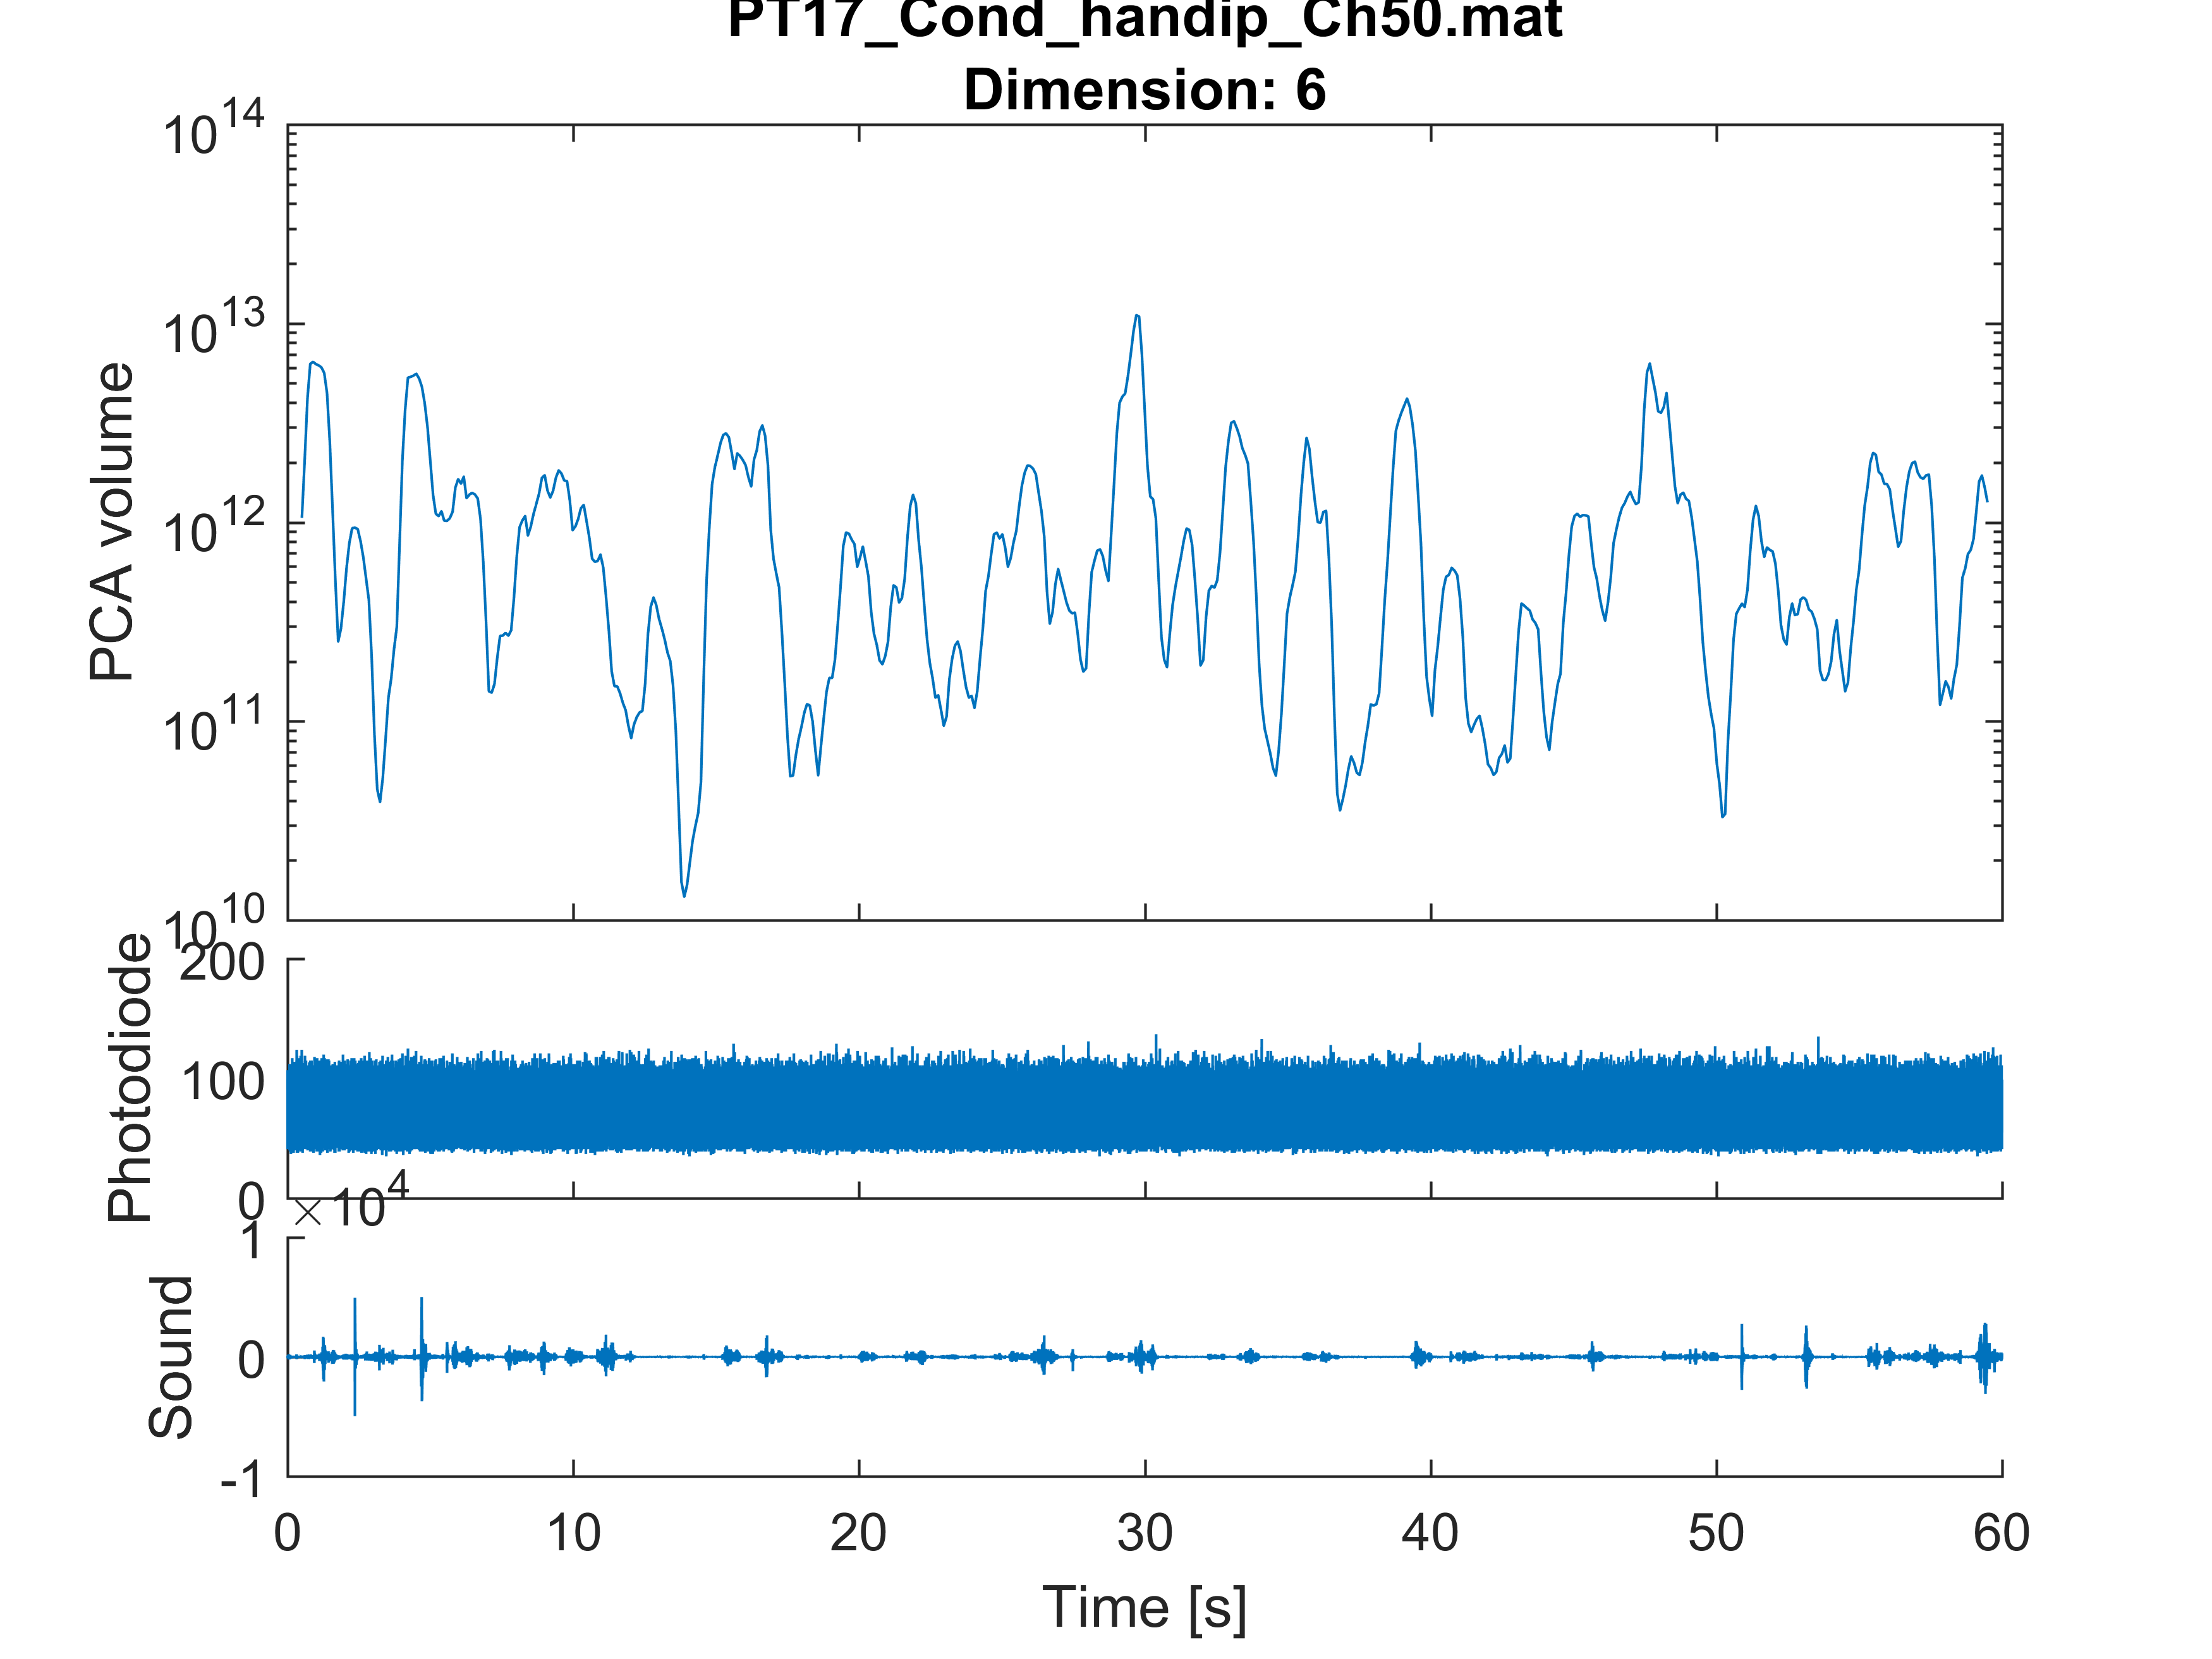 PT17_Cond_handip_Ch50.mat
Dimension: 6
10^14
10^13
10^12
10^11
10^10
PCA volume
200
100
0
Photodiode
×10^4
1
0
-1
Sound
0 10 20 30 40 50 60
Time [s]